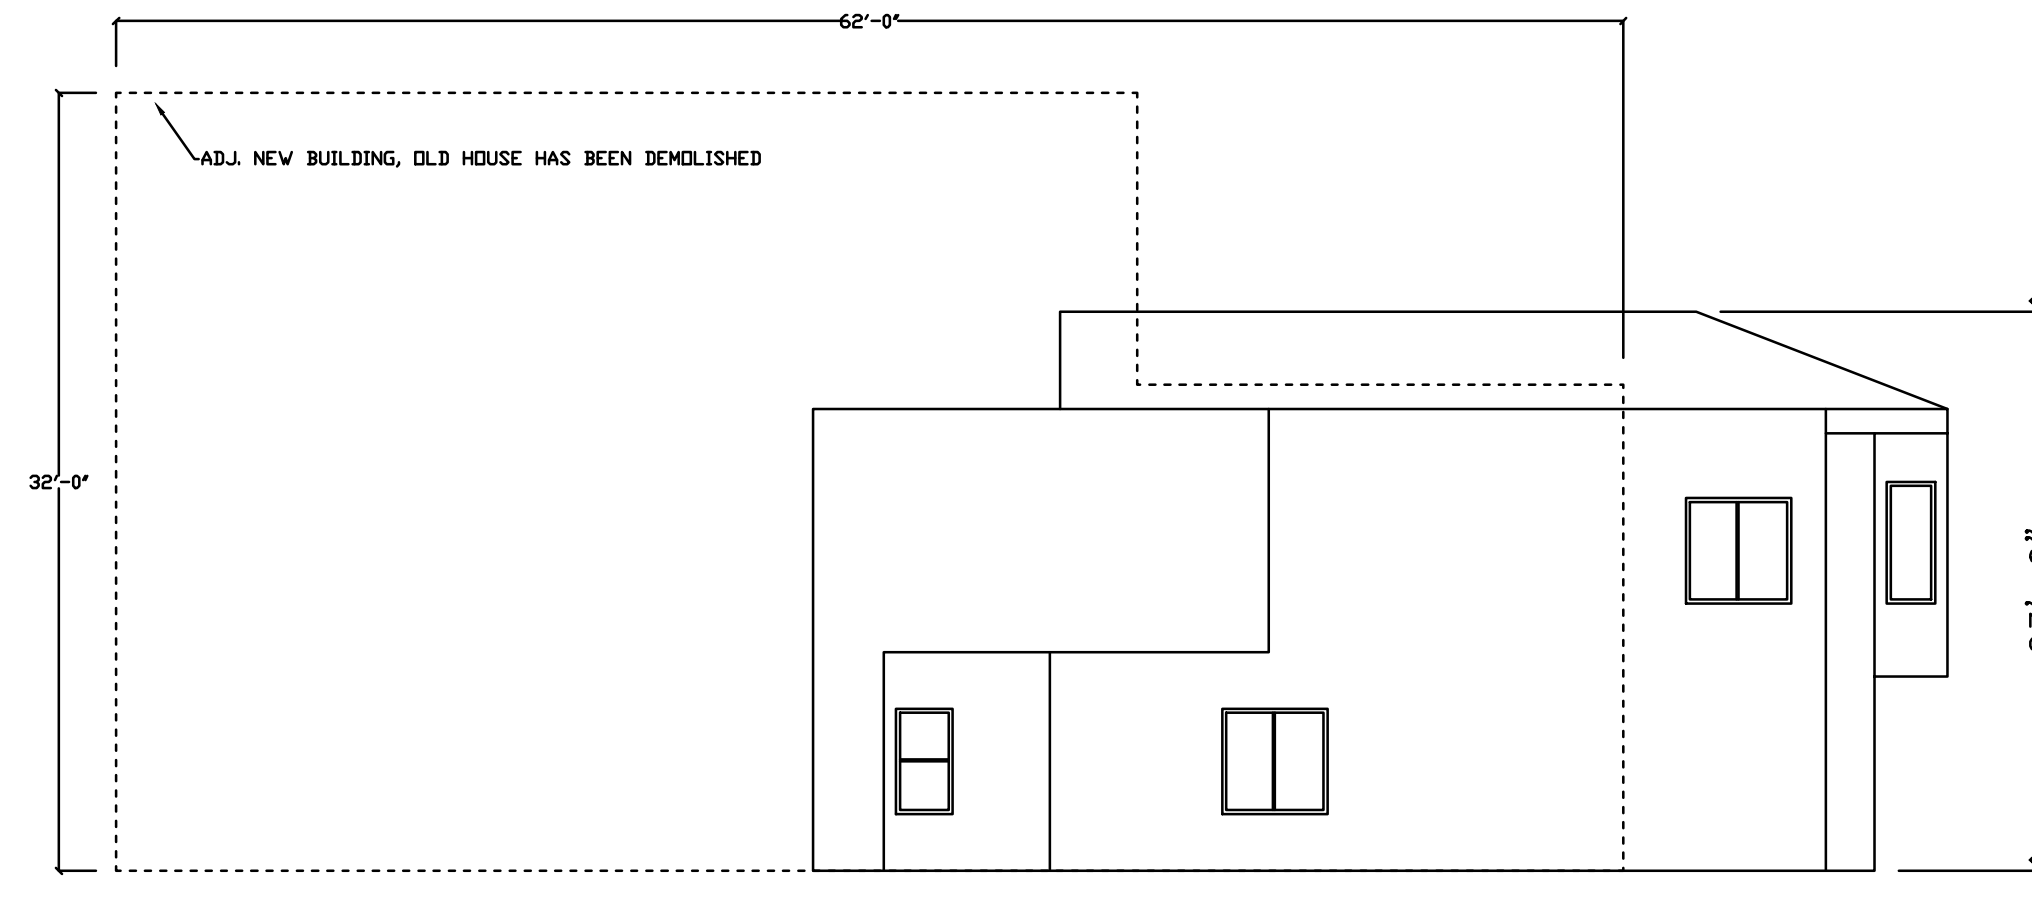 62'-0"
ADJ. NEW BUILDING, OLD HOUSE HAS BEEN DEMOLISHED
32'-0"